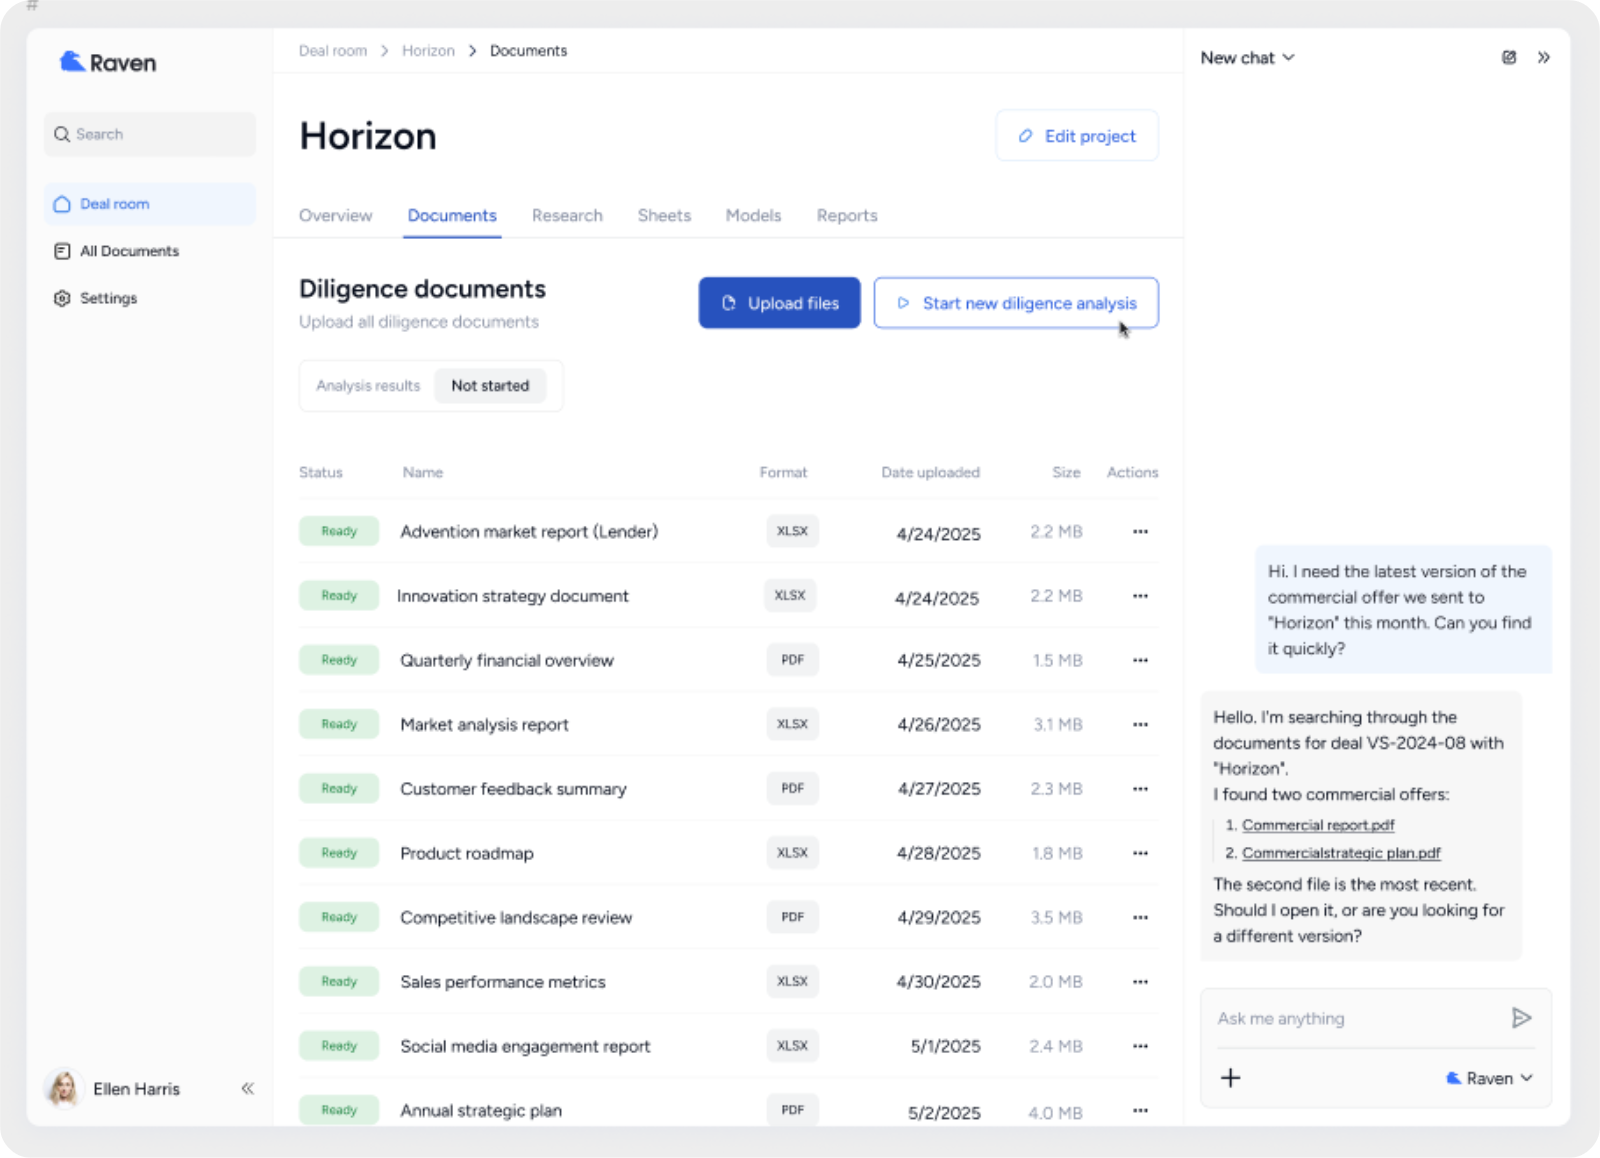 #
Raven
Search
Deal room
All Documents
Settings
Ellen Harris
Deal room > Horizon > Documents
Horizon
Edit project
Overview Documents Research Sheets Models Reports
Diligence documents
Upload all diligence documents
Upload files
Start new diligence analysis
Analysis results Not started
Status Name Format Date uploaded Size Actions
Ready Advention market report (Lender) XLSX 4/24/2025 2.2 MB
Ready Innovation strategy document XLSX 4/24/2025 2.2 MB
Ready Quarterly financial overview PDF 4/25/2025 1.5 MB
Ready Market analysis report XLSX 4/26/2025 3.1 MB
Ready Customer feedback summary PDF 4/27/2025 2.3 MB
Ready Product roadmap XLSX 4/28/2025 1.8 MB
Ready Competitive landscape review PDF 4/29/2025 3.5 MB
Ready Sales performance metrics XLSX 4/30/2025 2.0 MB
Ready Social media engagement report XLSX 5/1/2025 2.4 MB
Ready Annual strategic plan PDF 5/2/2025 4.0 MB
New chat
Hi. I need the latest version of the
commercial offer we sent to
"Horizon" this month. Can you find
it quickly?
Hello. I'm searching through the
documents for deal VS-2024-08 with
"Horizon".
I found two commercial offers:
1. Commercial report.pdf
2. Commercialstrategic plan.pdf
The second file is the most recent.
Should I open it, or are you looking for
a different version?
Ask me anything
Raven